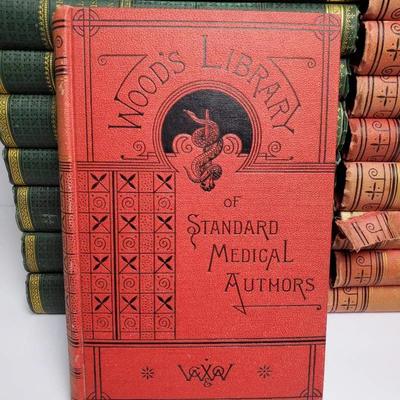 WOOD'S LIBRARY
OF
STANDARD
MEDICAL
AUTHORS